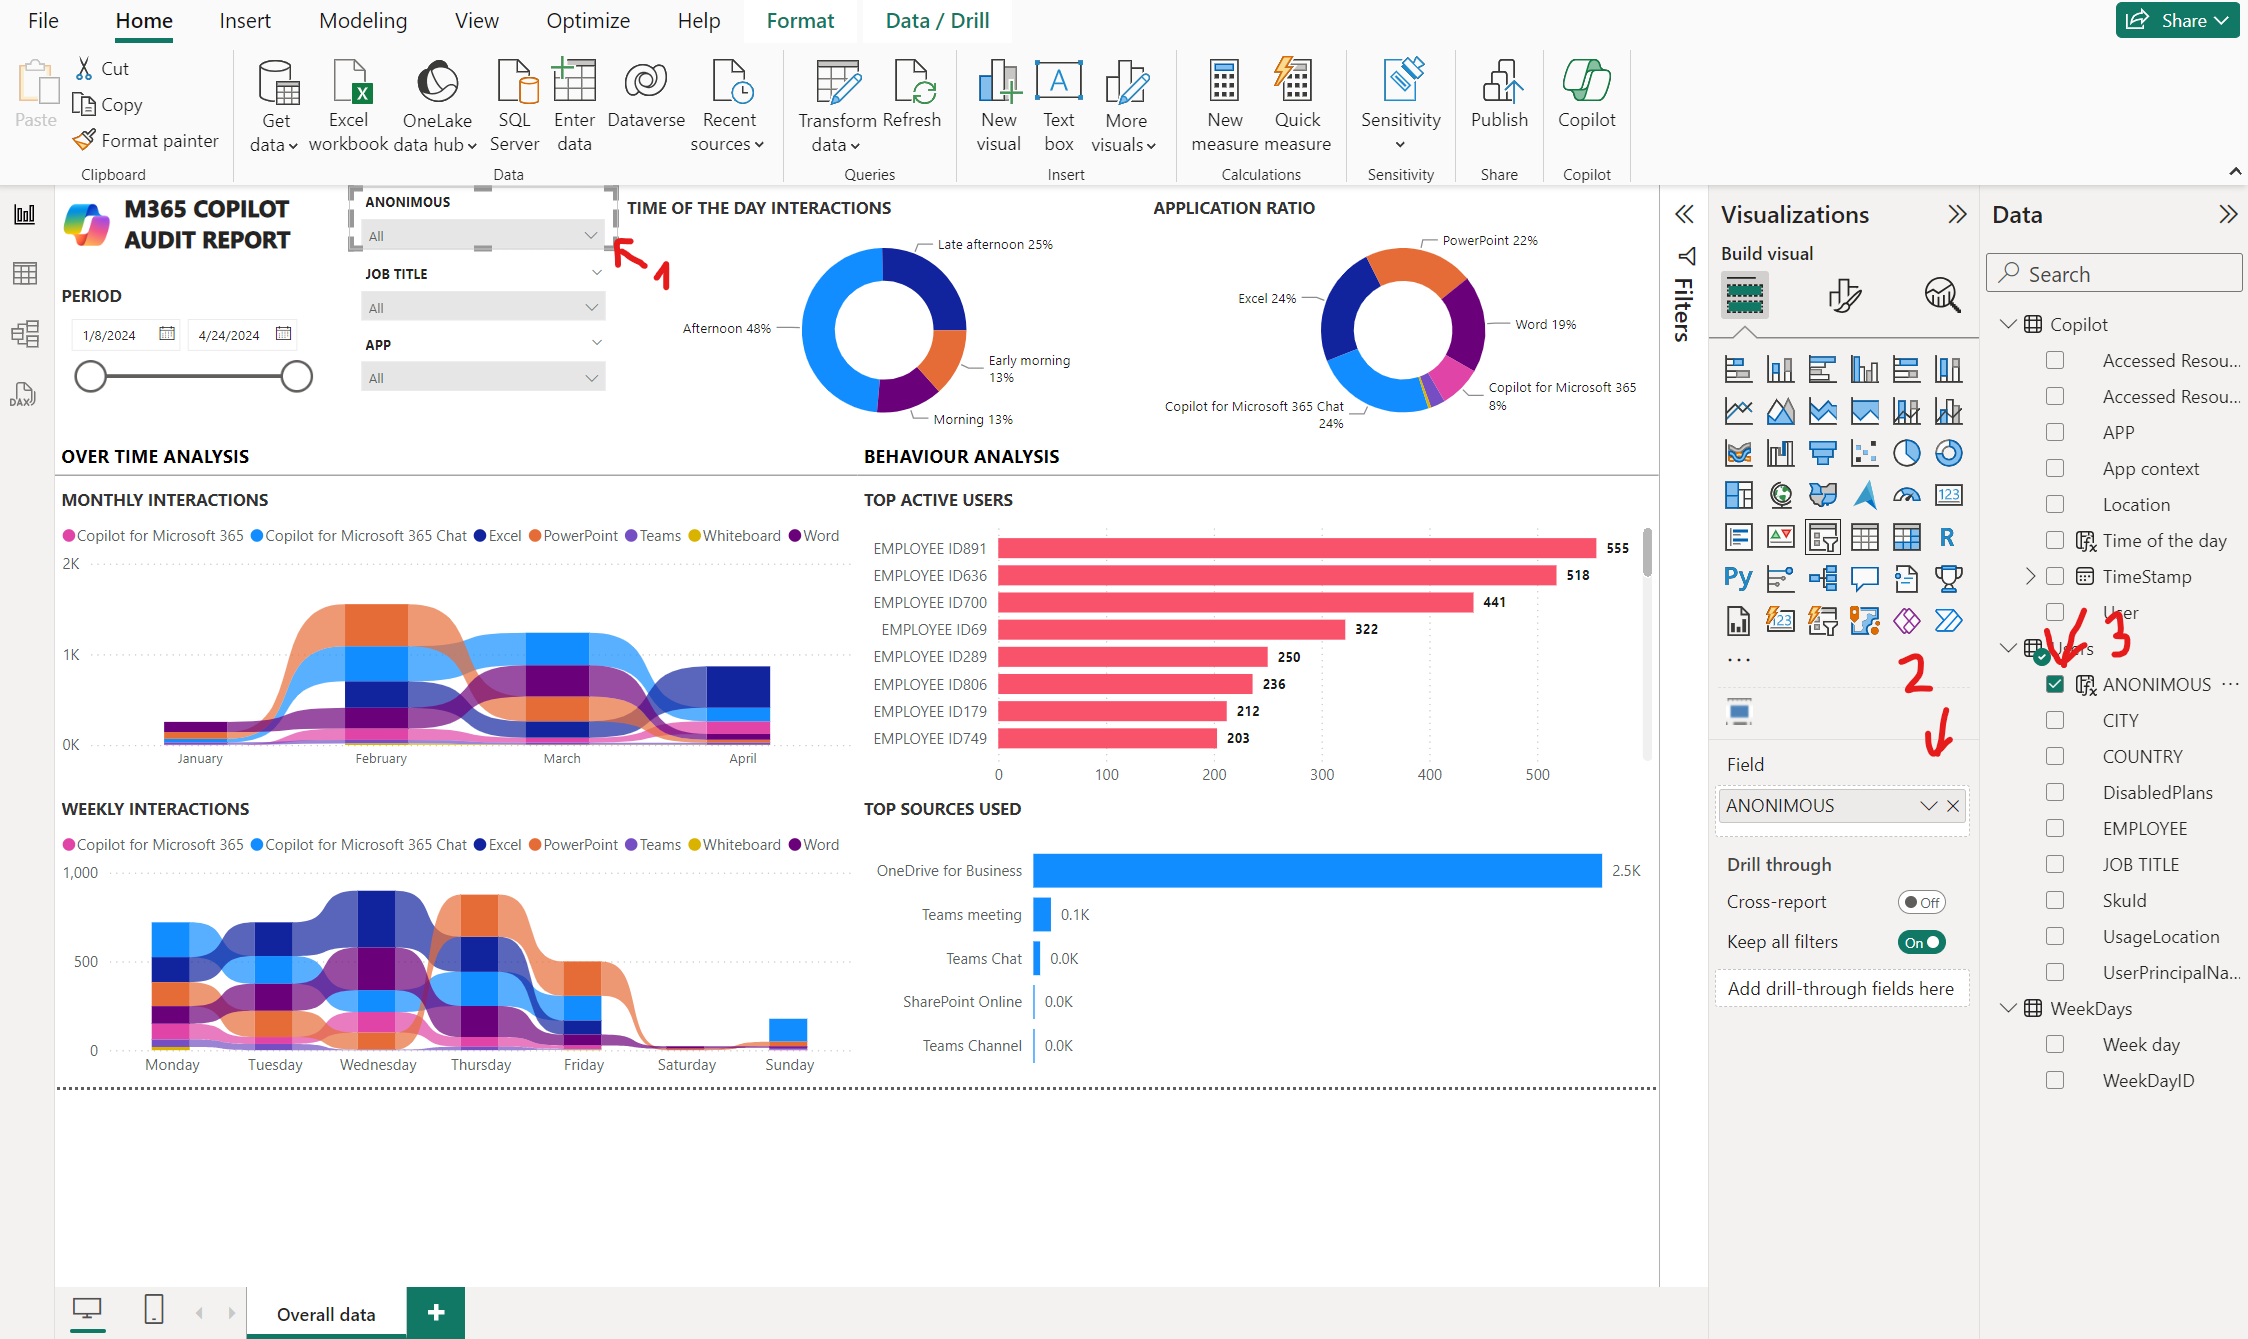 File Home Insert Modeling View Optimize Help Format Data / Drill Share
Paste
Cut
Copy
Format painter
Clipboard
Get data
Excel workbook
OneLake data hub
SQL Server
Enter data
Dataverse
Recent sources
Data
Transform data
Refresh
Queries
New visual
Text box
More visuals
Insert
New measure
Quick measure
Calculations
Sensitivity
Sensitivity
Publish
Share
Copilot
Copilot
M365 COPILOT
AUDIT REPORT
PERIOD
1/8/2024 4/24/2024
ANONIMOUS
All
1
JOB TITLE
All
APP
All
TIME OF THE DAY INTERACTIONS
Late afternoon 25%
Afternoon 48%
Early morning
13%
Morning 13%
APPLICATION RATIO
PowerPoint 22%
Excel 24%
Word 19%
Copilot for Microsoft 365
8%
Copilot for Microsoft 365 Chat
24%
OVER TIME ANALYSIS
MONTHLY INTERACTIONS
Copilot for Microsoft 365 Copilot for Microsoft 365 Chat Excel PowerPoint Teams Whiteboard Word
2K
1K
0K
January February March April
WEEKLY INTERACTIONS
Copilot for Microsoft 365 Copilot for Microsoft 365 Chat Excel PowerPoint Teams Whiteboard Word
1,000
500
0
Monday Tuesday Wednesday Thursday Friday Saturday Sunday
BEHAVIOUR ANALYSIS
TOP ACTIVE USERS
EMPLOYEE ID891 555
EMPLOYEE ID636 518
EMPLOYEE ID700 441
EMPLOYEE ID69 322
EMPLOYEE ID289 250
EMPLOYEE ID806 236
EMPLOYEE ID179 212
EMPLOYEE ID749 203
0 100 200 300 400 500
TOP SOURCES USED
OneDrive for Business 2.5K
Teams meeting 0.1K
Teams Chat 0.0K
SharePoint Online 0.0K
Teams Channel 0.0K
Overall data
DAX
Filters
Visualizations
Build visual
123
R
Py
123
...
2
Field
ANONIMOUS
Drill through
Cross-report Off
Keep all filters On
Add drill-through fields here
Data
Search
Copilot
Accessed Resou...
Accessed Resou...
APP
App context
Location
Time of the day
TimeStamp
User
3
Users
ANONIMOUS ...
CITY
COUNTRY
DisabledPlans
EMPLOYEE
JOB TITLE
SkuId
UsageLocation
UserPrincipalNa...
WeekDays
Week day
WeekDayID